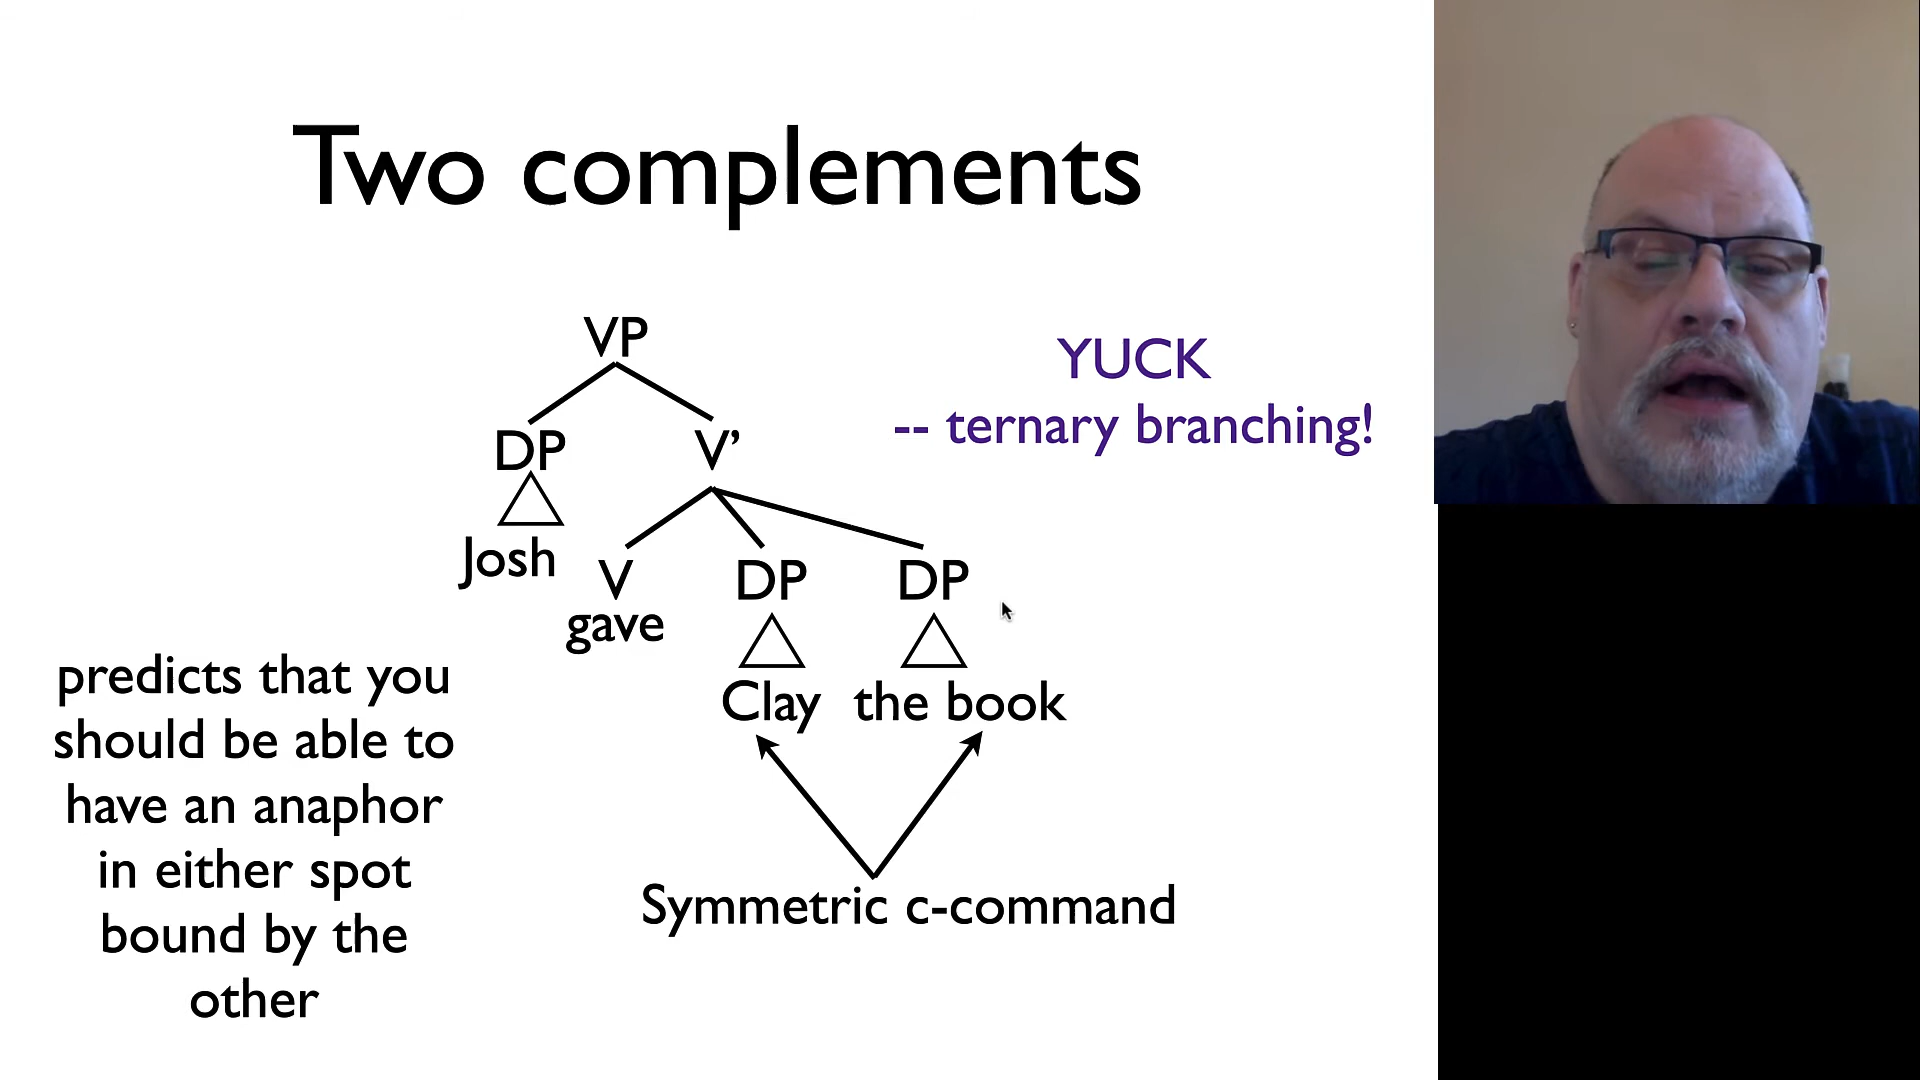 Two complements
VP
YUCK
-- ternary branching!
DP V’
Josh
V DP DP
gave
Clay the book
predicts that you
should be able to
have an anaphor
in either spot
bound by the
other
Symmetric c-command